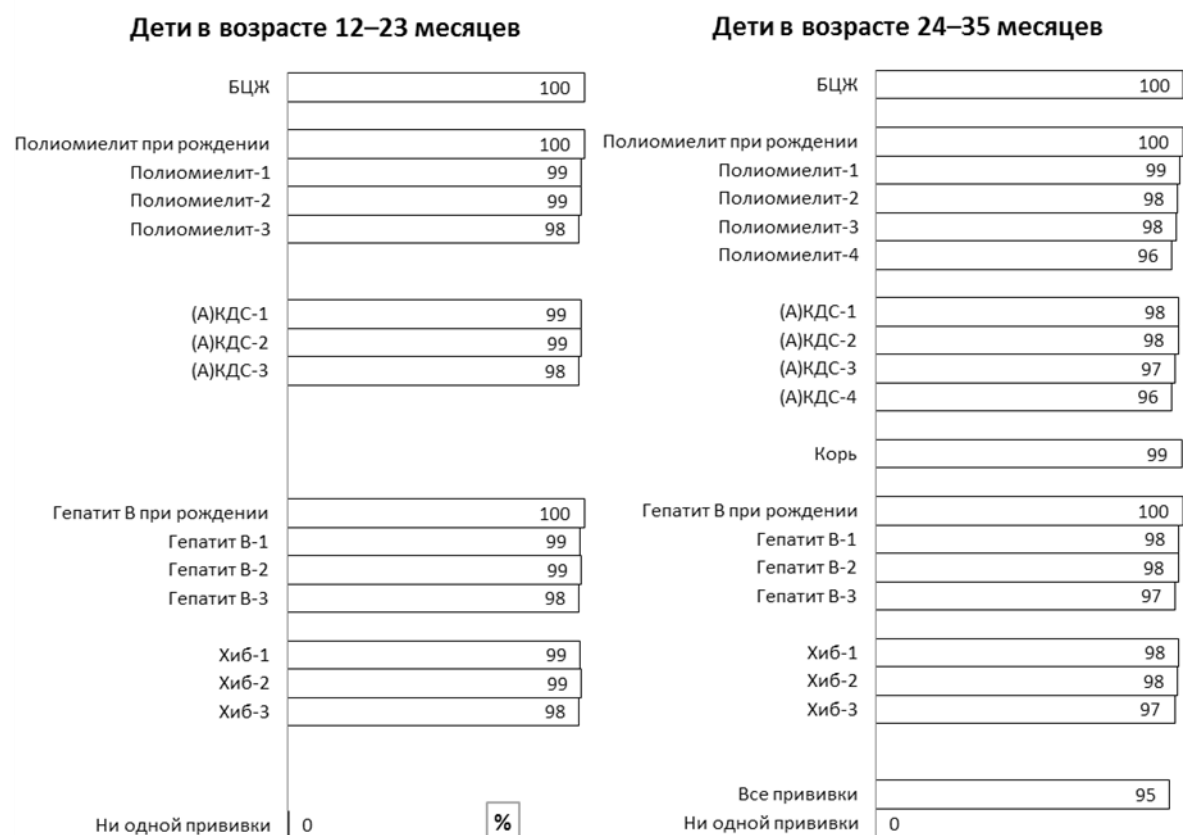 Дети в возрасте 12–23 месяцев
БЦЖ 100
Полиомиелит при рождении 100
Полиомиелит-1 99
Полиомиелит-2 99
Полиомиелит-3 98
(А)КДС-1 99
(А)КДС-2 99
(А)КДС-3 98
Гепатит В при рождении 100
Гепатит В-1 99
Гепатит В-2 99
Гепатит В-3 98
Хиб-1 99
Хиб-2 99
Хиб-3 98
Ни одной прививки 0
%
Дети в возрасте 24–35 месяцев
БЦЖ 100
Полиомиелит при рождении 100
Полиомиелит-1 99
Полиомиелит-2 98
Полиомиелит-3 98
Полиомиелит-4 96
(А)КДС-1 98
(А)КДС-2 98
(А)КДС-3 97
(А)КДС-4 96
Корь 99
Гепатит В при рождении 100
Гепатит В-1 98
Гепатит В-2 98
Гепатит В-3 97
Хиб-1 98
Хиб-2 98
Хиб-3 97
Все прививки 95
Ни одной прививки 0